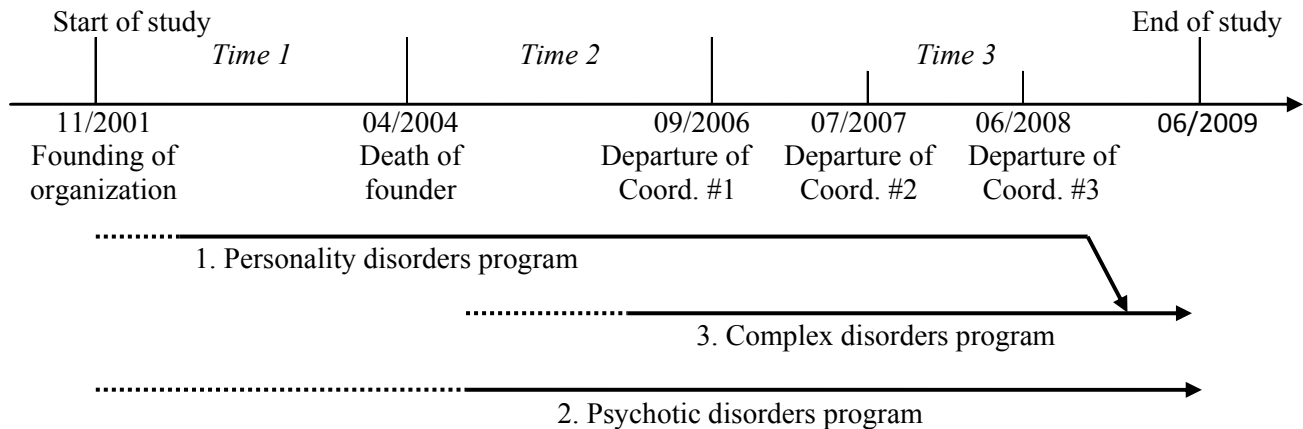 Start of study
End of study
Time 1
Time 2
Time 3
11/2001
04/2004
09/2006
07/2007
06/2008
06/2009
Founding of
organization
Death of
founder
Departure of
Coord. #1
Departure of
Coord. #2
Departure of
Coord. #3
1. Personality disorders program
3. Complex disorders program
2. Psychotic disorders program